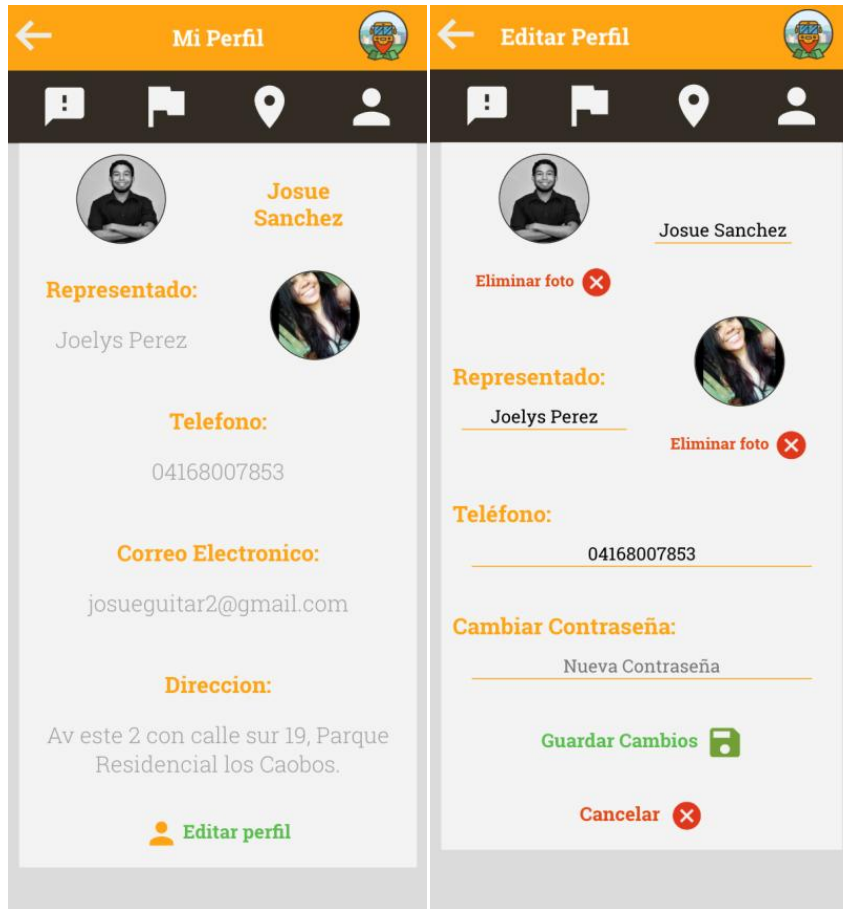 Mi Perfil
Josue
Sanchez
Representado:
Joelys Perez
Telefono:
04168007853
Correo Electronico:
josueguitar2@gmail.com
Direccion:
Av este 2 con calle sur 19, Parque
Residencial los Caobos.
Editar perfil
Editar Perfil
Josue Sanchez
Eliminar foto
Representado:
Joelys Perez
Eliminar foto
Teléfono:
04168007853
Cambiar Contraseña:
Nueva Contraseña
Guardar Cambios
Cancelar